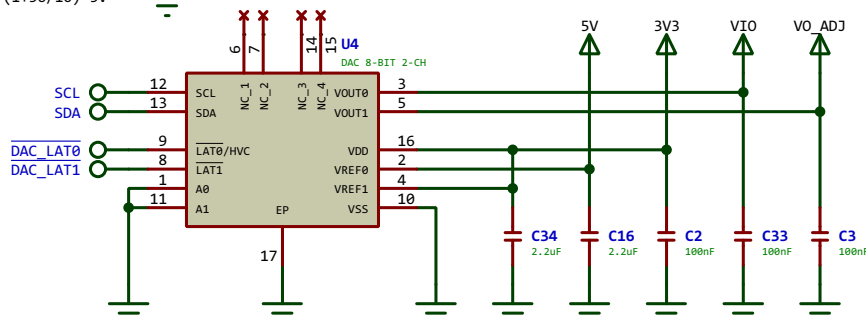 5V 3V3 VIO VO_ADJ
6 7 14 15 U4
DAC 8-BIT 2-CH
NC_1 NC_2 NC_3 NC_4
SCL 12 SCL VOUT0 3
SDA 13 SDA VOUT1 5
DAC_LAT0 9 LAT0/HVC VDD 16
DAC_LAT1 8 LAT1 VREF0 2
1 A0 VREF1 4
11 A1 EP VSS 10
17
C34 C16 C2 C33 C3
2.2uF 2.2uF 100nF 100nF 100nF